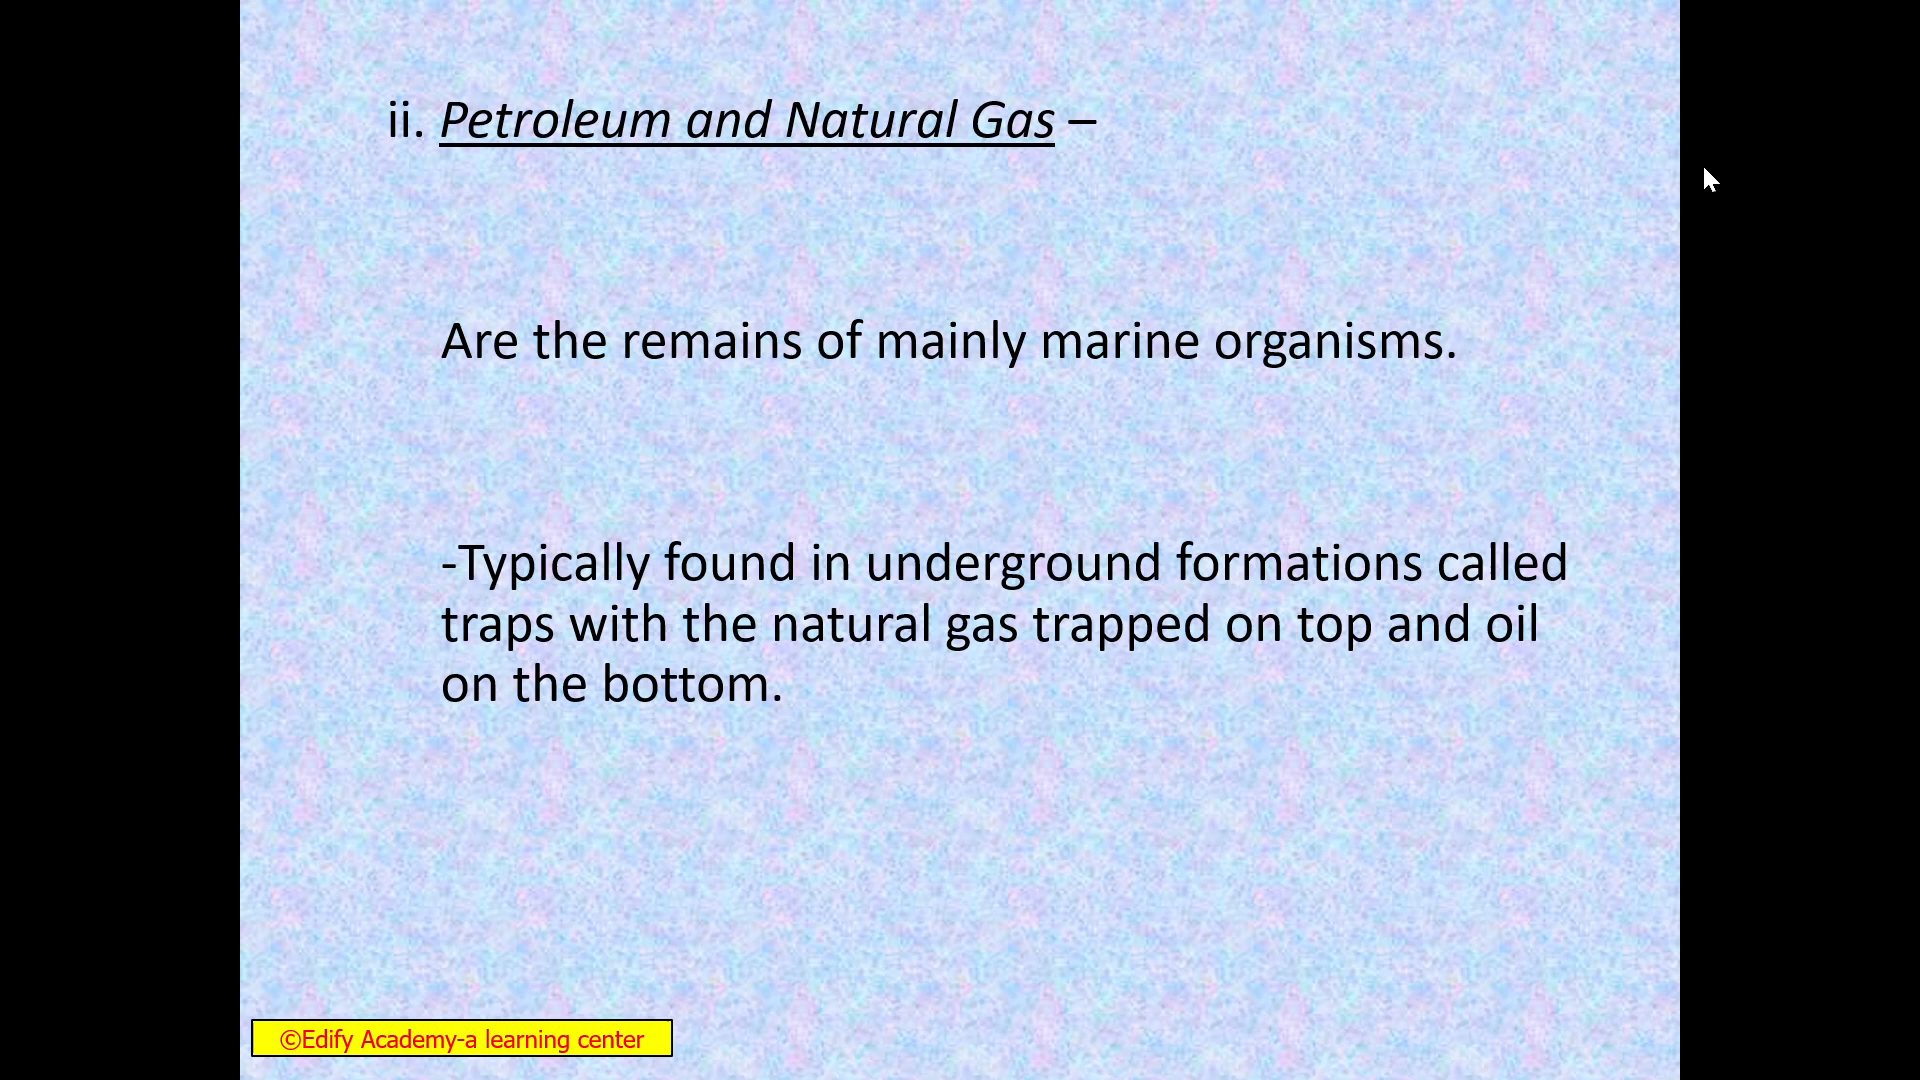 ii. Petroleum and Natural Gas –
Are the remains of mainly marine organisms.
-Typically found in underground formations called
traps with the natural gas trapped on top and oil
on the bottom.
©Edify Academy-a learning center